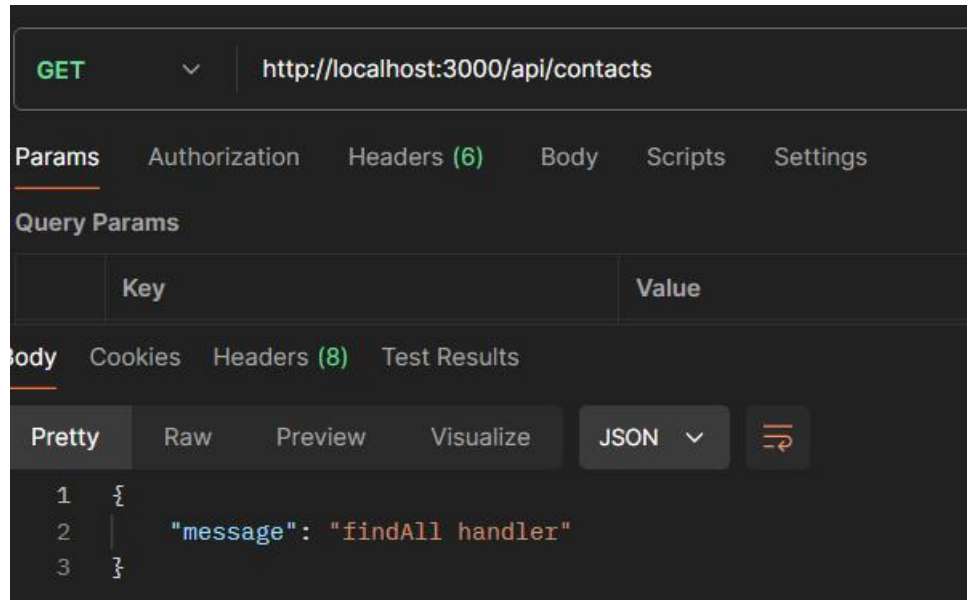 GET http://localhost:3000/api/contacts
Params Authorization Headers (6) Body Scripts Settings
Query Params
Key Value
Body Cookies Headers (8) Test Results
Pretty Raw Preview Visualize JSON
1 {
2 "message": "findAll handler"
3 }